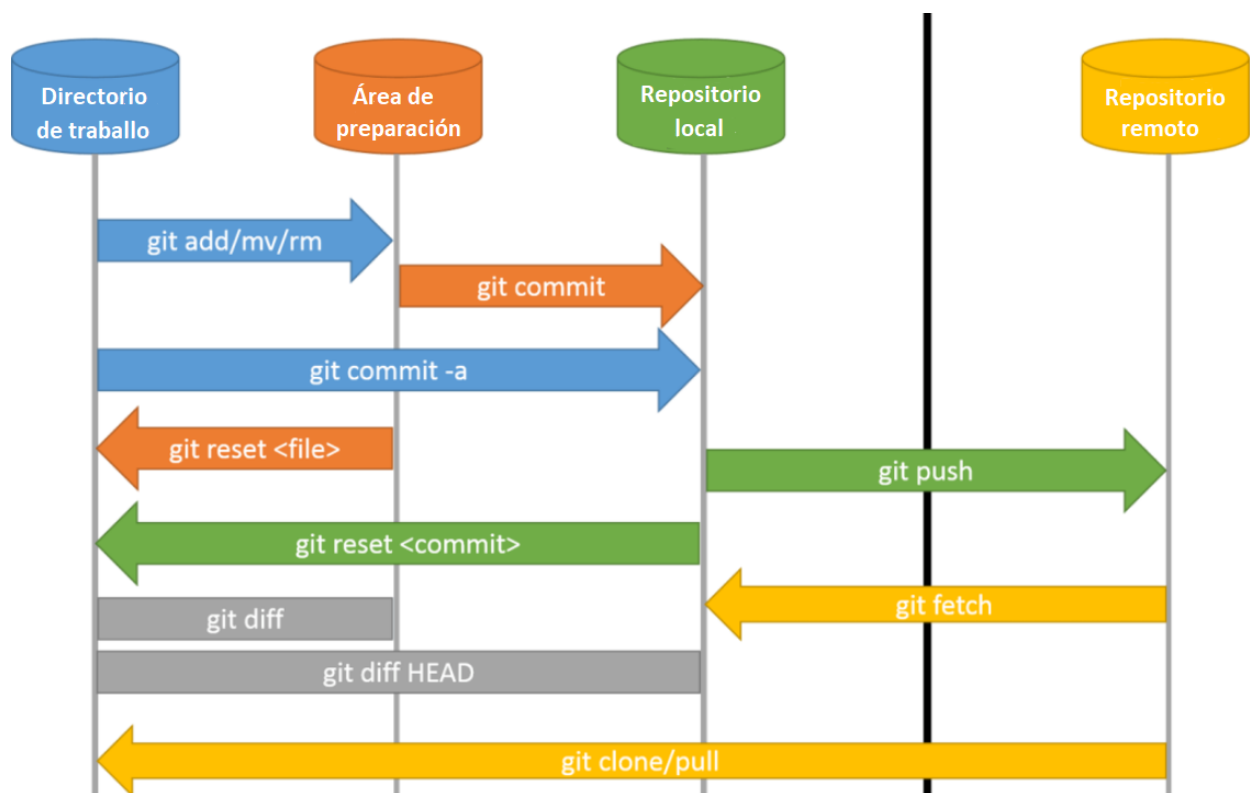 Directorio
de traballo
Área de
preparación
Repositorio
local
Repositorio
remoto
git add/mv/rm
git commit
git commit -a
git reset <file>
git push
git reset <commit>
git fetch
git diff
git diff HEAD
git clone/pull